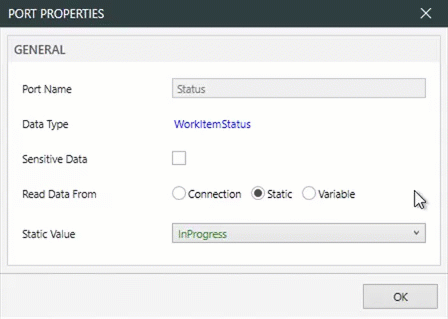 PORT PROPERTIES
GENERAL
Port Name Status
Data Type WorkItemStatus
Sensitive Data
Read Data From Connection Static Variable
Static Value InProgress
OK